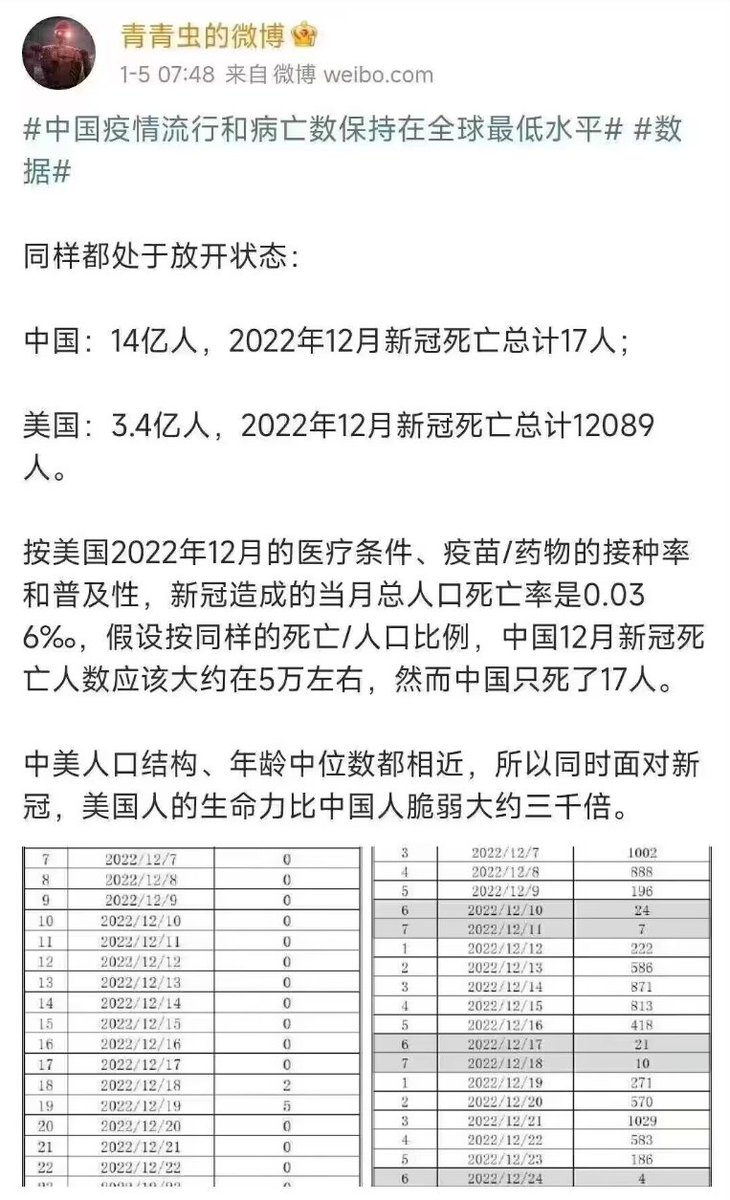 青青虫的微博
1-5 07:48 来自 微博 weibo.com
#中国疫情流行和病亡数保持在全球最低水平# #数
据#
同样都处于放开状态：
中国：14亿人，2022年12月新冠死亡总计17人；
美国：3.4亿人，2022年12月新冠死亡总计12089
人。
按美国2022年12月的医疗条件、疫苗/药物的接种率
和普及性，新冠造成的当月总人口死亡率是0.03
6‰，假设按同样的死亡/人口比例，中国12月新冠死
亡人数应该大约在5万左右，然而中国只死了17人。
中美人口结构、年龄中位数都相近，所以同时面对新
冠，美国人的生命力比中国人脆弱大约三千倍。
7 2022/12/7 0
8 2022/12/8 0
9 2022/12/9 0
10 2022/12/10 0
11 2022/12/11 0
12 2022/12/12 0
13 2022/12/13 0
14 2022/12/14 0
15 2022/12/15 0
16 2022/12/16 0
17 2022/12/17 0
18 2022/12/18 2
19 2022/12/19 5
20 2022/12/20 0
21 2022/12/21 0
22 2022/12/22 0
3 2022/12/7 1002
4 2022/12/8 888
5 2022/12/9 196
6 2022/12/10 24
7 2022/12/11 7
1 2022/12/12 222
2 2022/12/13 586
3 2022/12/14 871
4 2022/12/15 813
5 2022/12/16 418
6 2022/12/17 21
7 2022/12/18 10
1 2022/12/19 271
2 2022/12/20 570
3 2022/12/21 1029
4 2022/12/22 583
5 2022/12/23 186
6 2022/12/24 4